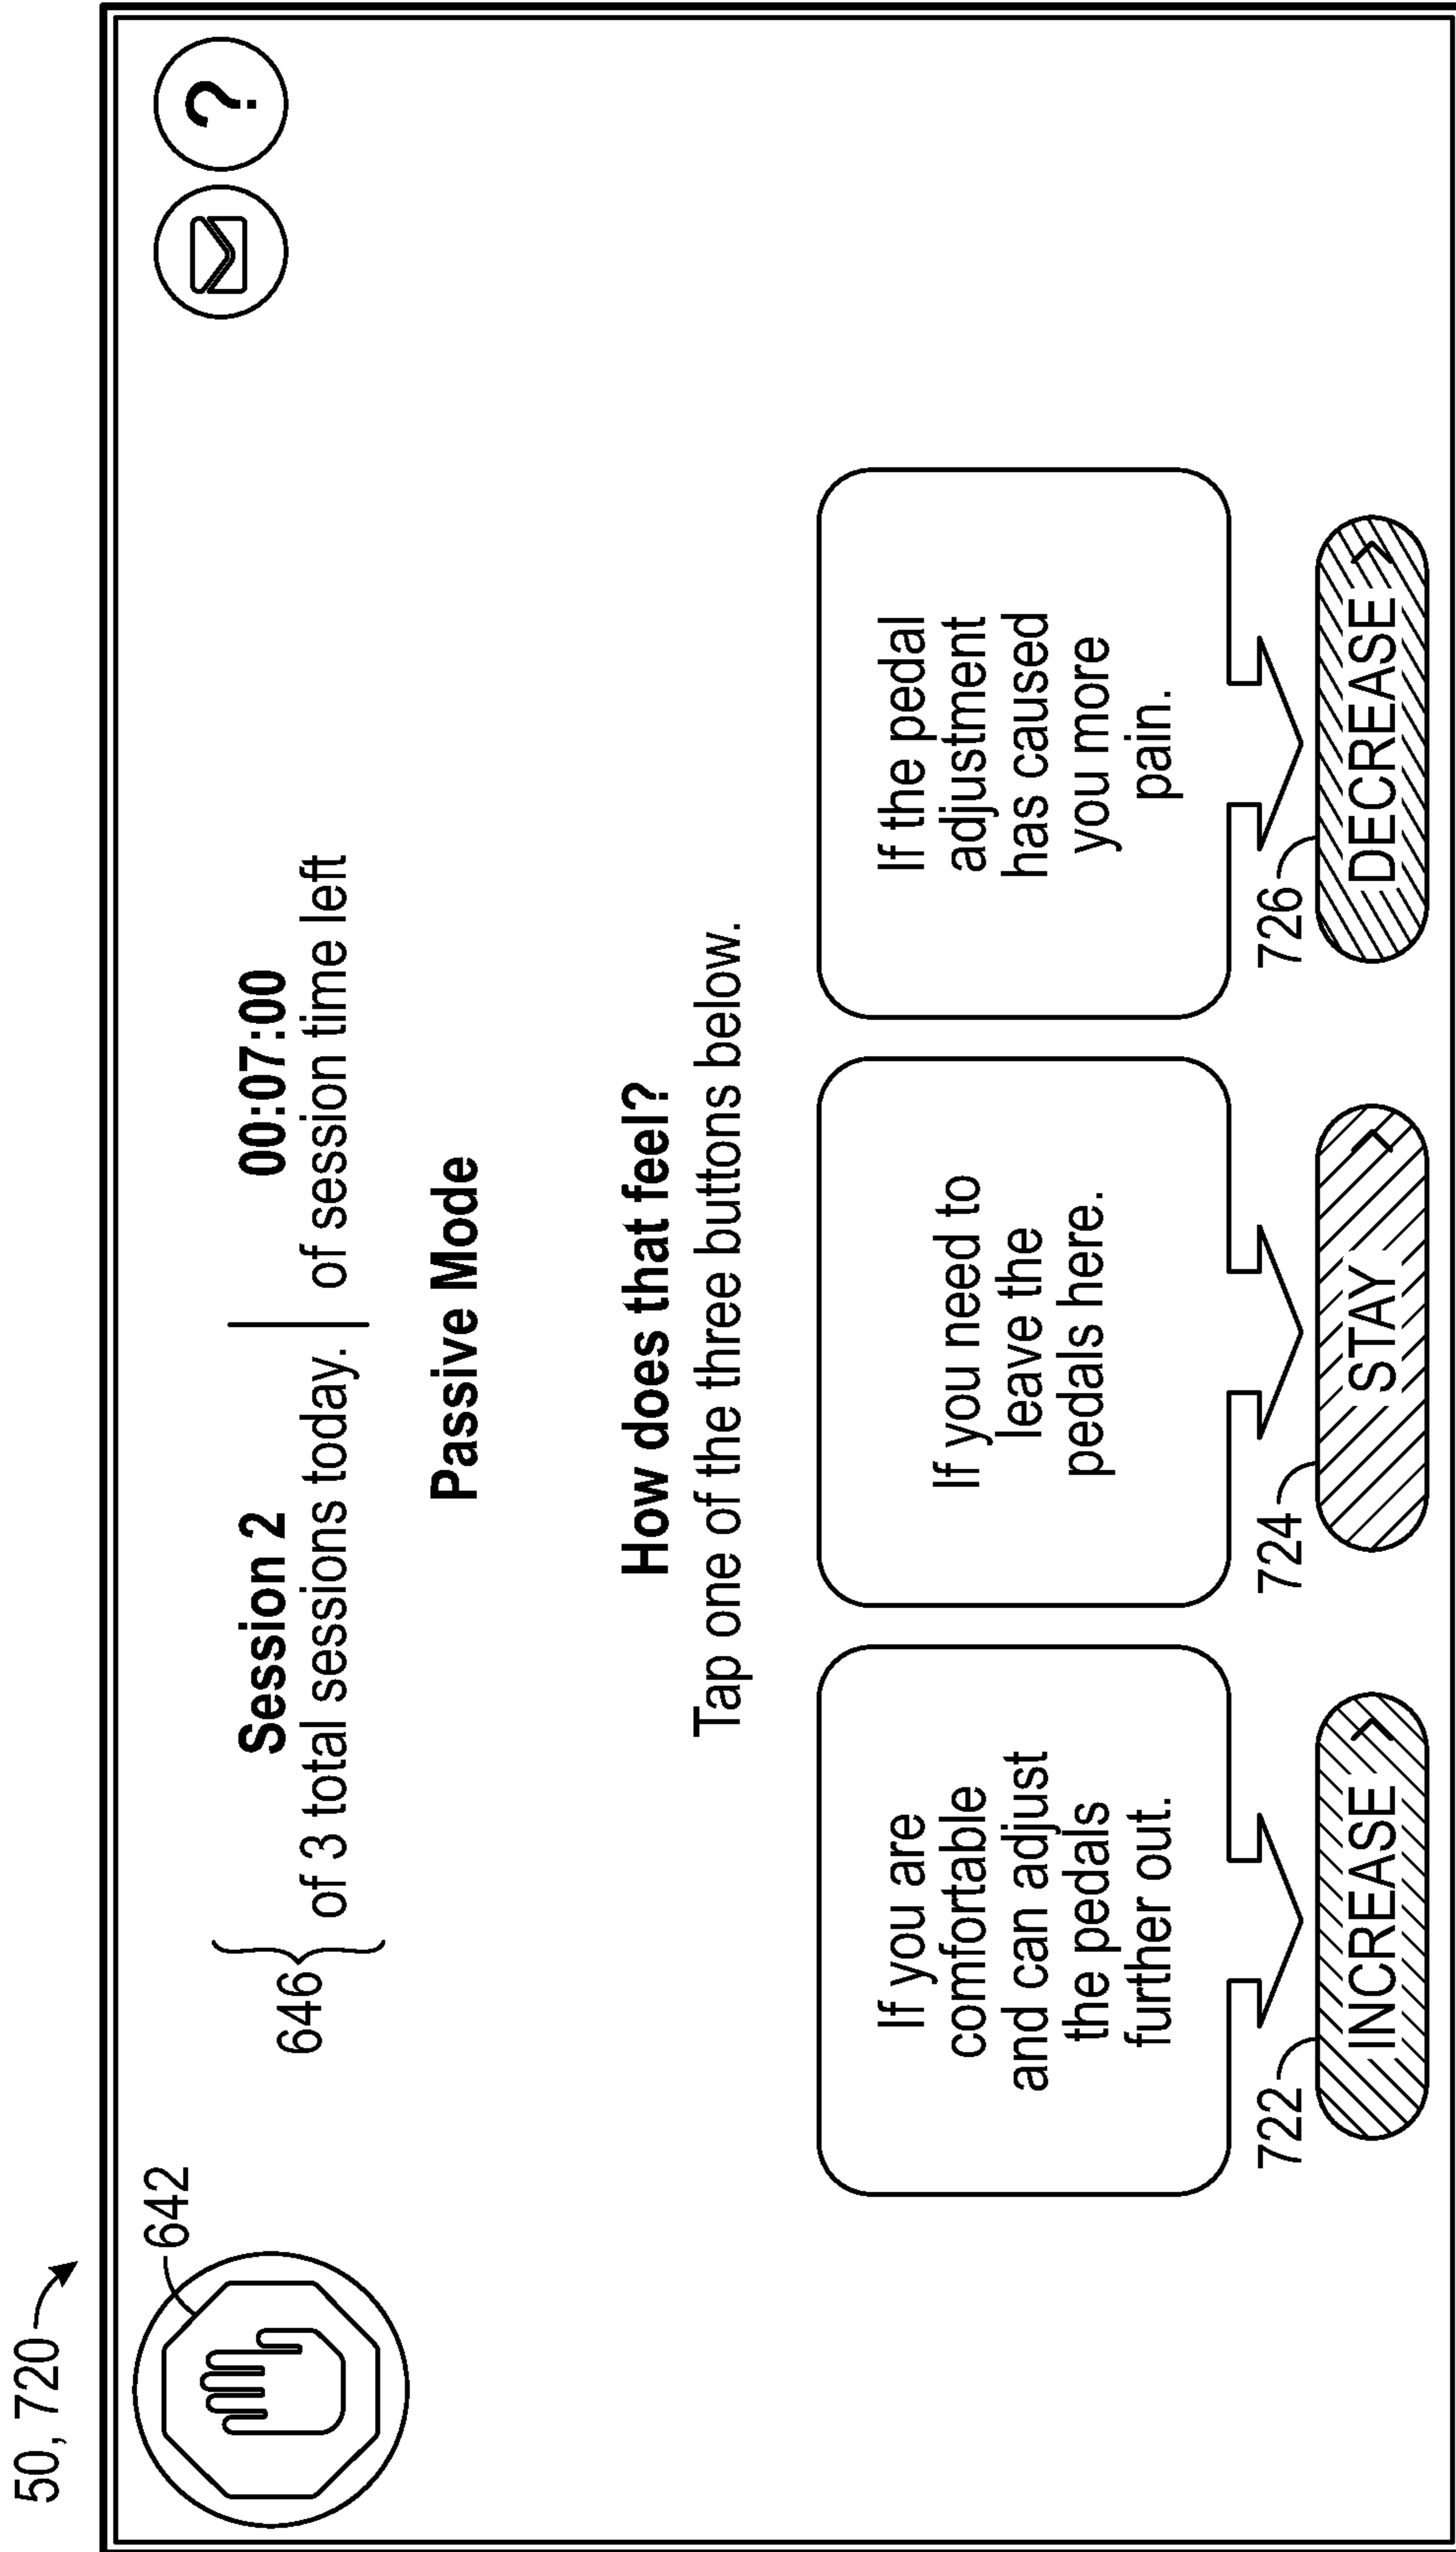 50, 720
642
?
646
Session 2
of 3 total sessions today.
00:07:00
of session time left
Passive Mode
How does that feel?
Tap one of the three buttons below.
If you are
comfortable
and can adjust
the pedals
further out.
722
INCREASE >
If you need to
leave the
pedals here.
724
STAY >
If the pedal
adjustment
has caused
you more
pain.
726
DECREASE >